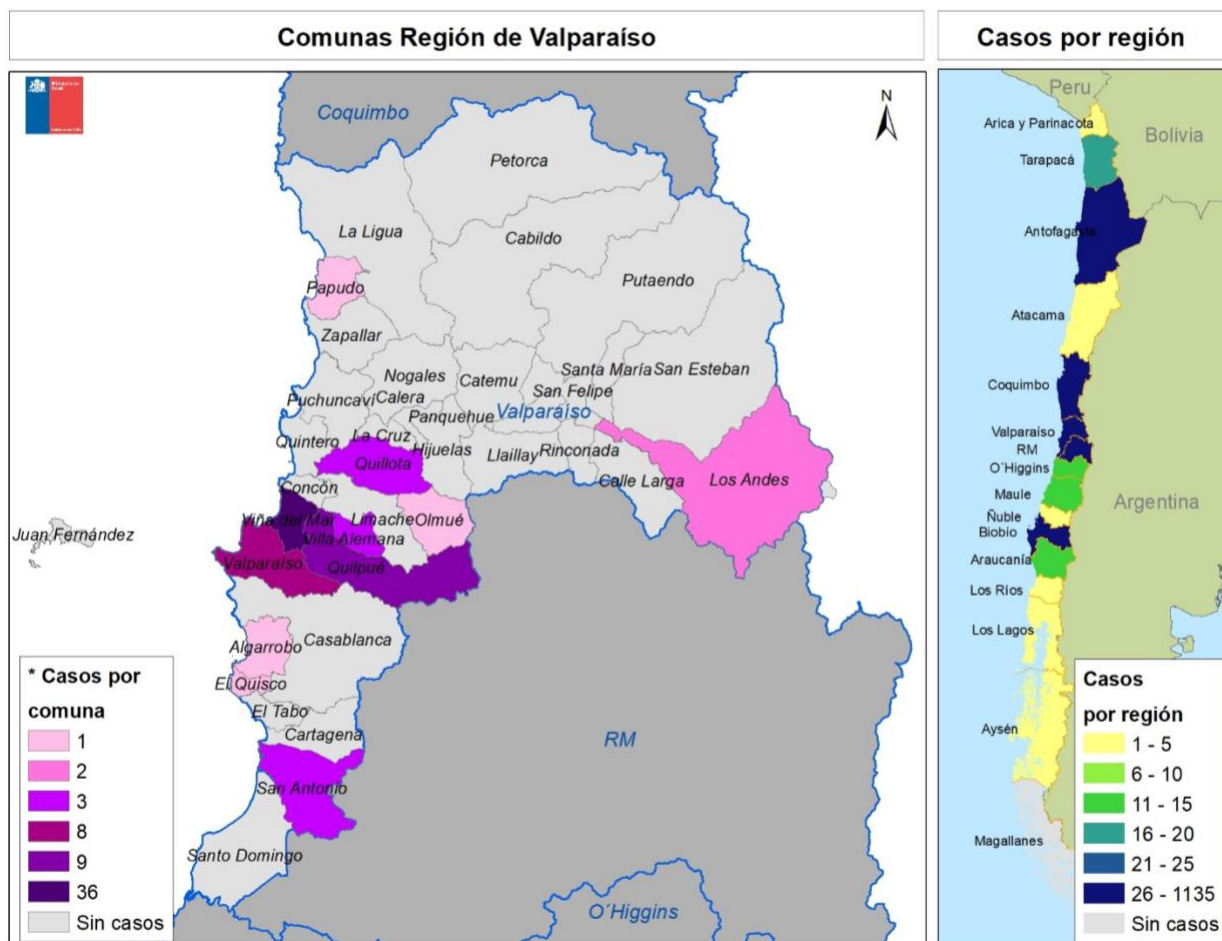 Comunas Región de Valparaíso
Casos por región
Coquimbo
N
Petorca
La Ligua
Cabildo
Papudo
Putaendo
Zapallar
Santa María
San Esteban
Nogales
Catemu
San Felipe
Puchuncaví
Calera
Panquehue
Valparaíso
Quintero
La Cruz
Hijuelas
Llaillay
Rinconada
Quillota
Calle Larga
Los Andes
Concón
Juan Fernández
Viña del Mar
Limache
Olmué
Villa Alemana
Valparaíso
Quilpué
Algarrobo
Casablanca
El Quisco
El Tabo
Cartagena
RM
San Antonio
Santo Domingo
O´Higgins
* Casos por
comuna
1
2
3
8
9
36
Sin casos
Peru
Arica y Parinacota
Bolivia
Tarapacá
Antofagasta
Atacama
Coquimbo
Valparaíso
RM
O´Higgins
Maule
Argentina
Ñuble
Biobío
Araucanía
Los Ríos
Los Lagos
Aysén
Magallanes
Casos
por región
1 - 5
6 - 10
11 - 15
16 - 20
21 - 25
26 - 1135
Sin casos